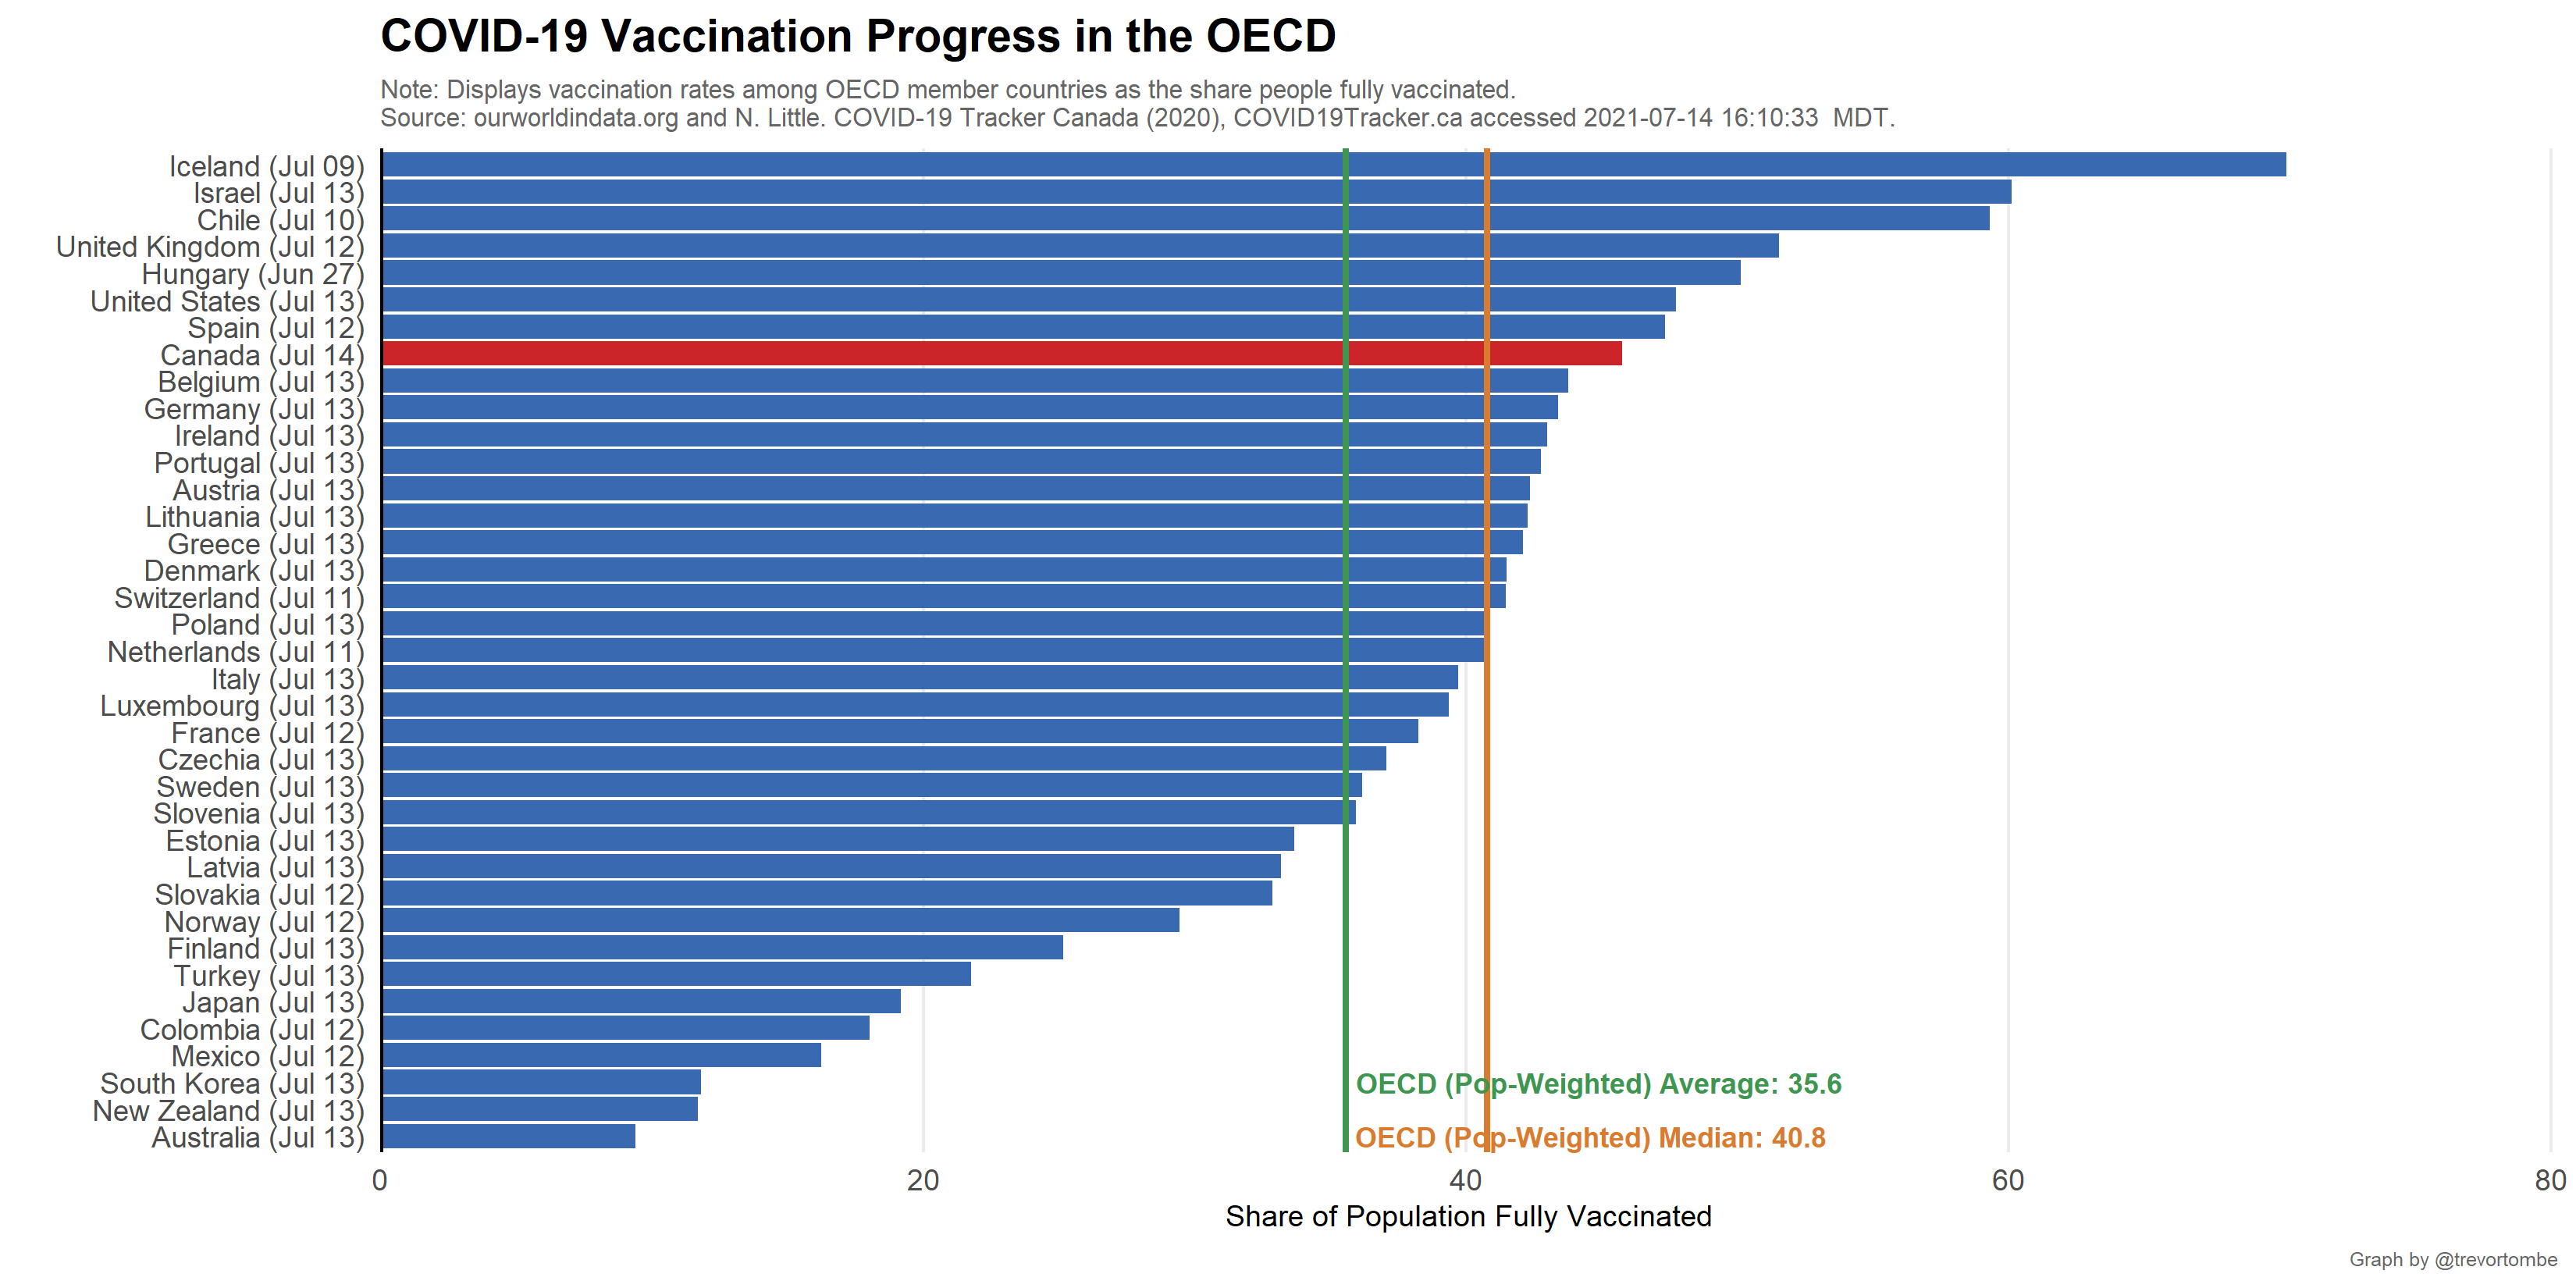 COVID-19 Vaccination Progress in the OECD
Note: Displays vaccination rates among OECD member countries as the share people fully vaccinated.
Source: ourworldindata.org and N. Little. COVID-19 Tracker Canada (2020), COVID19Tracker.ca accessed 2021-07-14 16:10:33  MDT.
Iceland (Jul 09)
Israel (Jul 13)
Chile (Jul 10)
United Kingdom (Jul 12)
Hungary (Jun 27)
United States (Jul 13)
Spain (Jul 12)
Canada (Jul 14)
Belgium (Jul 13)
Germany (Jul 13)
Ireland (Jul 13)
Portugal (Jul 13)
Austria (Jul 13)
Lithuania (Jul 13)
Greece (Jul 13)
Denmark (Jul 13)
Switzerland (Jul 11)
Poland (Jul 13)
Netherlands (Jul 11)
Italy (Jul 13)
Luxembourg (Jul 13)
France (Jul 12)
Czechia (Jul 13)
Sweden (Jul 13)
Slovenia (Jul 13)
Estonia (Jul 13)
Latvia (Jul 13)
Slovakia (Jul 12)
Norway (Jul 12)
Finland (Jul 13)
Turkey (Jul 13)
Japan (Jul 13)
Colombia (Jul 12)
Mexico (Jul 12)
South Korea (Jul 13)
New Zealand (Jul 13)
Australia (Jul 13)
OECD (Pop-Weighted) Average: 35.6
OECD (Pop-Weighted) Median: 40.8
0 20 40 60 80
Share of Population Fully Vaccinated
Graph by @trevortombe